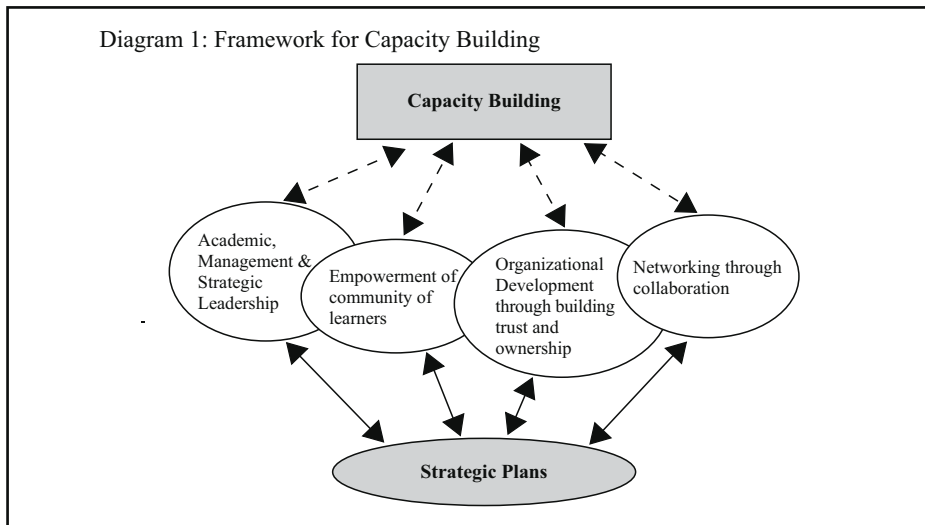 Diagram 1: Framework for Capacity Building
Capacity Building
Academic,
Management &
Strategic
Leadership
Empowerment of
community of
learners
Organizational
Development
through building
trust and
ownership
Networking through
collaboration
Strategic Plans